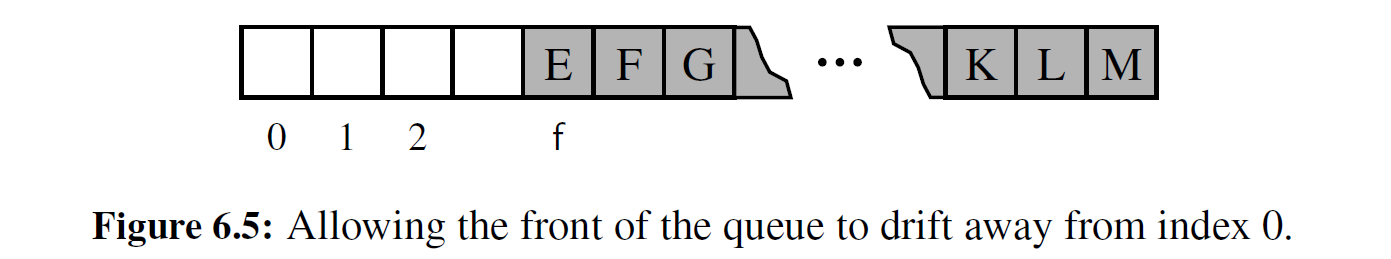 E F G ... K L M
0 1 2 f
Figure 6.5: Allowing the front of the queue to drift away from index 0.